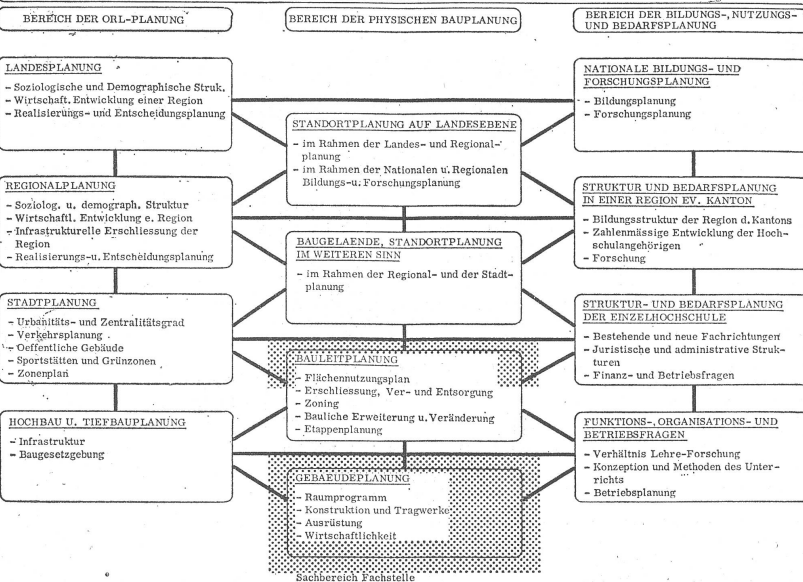 BEREICH DER ORL-PLANUNG
BEREICH DER PHYSISCHEN BAUPLANUNG
BEREICH DER BILDUNGS-, NUTZUNGS-
UND BEDARFSPLANUNG
LANDESPLANUNG
- Soziologische und Demographische Struk.
- Wirtschaft. Entwicklung einer Region
- Realisierungs- und Entscheidungsplanung
NATIONALE BILDUNGS- UND
FORSCHUNGSPLANUNG
- Bildungsplanung
- Forschungsplanung
STANDORTPLANUNG AUF LANDESEBENE
- im Rahmen der Landes- und Regional-
planung
- im Rahmen der Nationalen u. Regionalen
Bildungs- u. Forschungsplanung
REGIONALPLANUNG
- Soziolog. u. demograph. Struktur
- Wirtschaftl. Entwicklung e. Region
- Infrastrukturelle Erschliessung der
Region
- Realisierungs- u. Entscheidungsplanung
STRUKTUR UND BEDARFSPLANUNG
IN EINER REGION EV. KANTON
- Bildungsstruktur der Region d. Kantons
- Zahlenmässige Entwicklung der Hoch-
schulangehörigen
- Forschung
BAUGELAENDE, STANDORTPLANUNG
IM WEITEREN SINN
- im Rahmen der Regional- und der Stadt-
planung
STADTPLANUNG
- Urbanitäts- und Zentralitätsgrad
- Verkehrsplanung
- Oeffentliche Gebäude
- Sportstätten und Grünzonen
- Zonenplan
STRUKTUR- UND BEDARFSPLANUNG
DER EINZELHOCHSCHULE
- Bestehende und neue Fachrichtungen
- Juristische und administrative Struk-
turen
- Finanz- und Betriebsfragen
BAULEITPLANUNG
- Flächennutzungsplan
- Erschliessung, Ver- und Entsorgung
- Zoning
- Bauliche Erweiterung u. Veränderung
- Etappenplanung
HOCHBAU U. TIEFBAUPLANUNG
- Infrastruktur
- Baugesetzgebung
FUNKTIONS-, ORGANISATIONS- UND
BETRIEBSFRAGEN
- Verhältnis Lehre-Forschung
- Konzeption und Methoden des Unter-
richts
- Betriebsplanung
GEBAEUDEPLANUNG
- Raumprogramm
- Konstruktion und Tragwerke
- Ausrüstung
- Wirtschaftlichkeit
Sachbereich Fachstelle